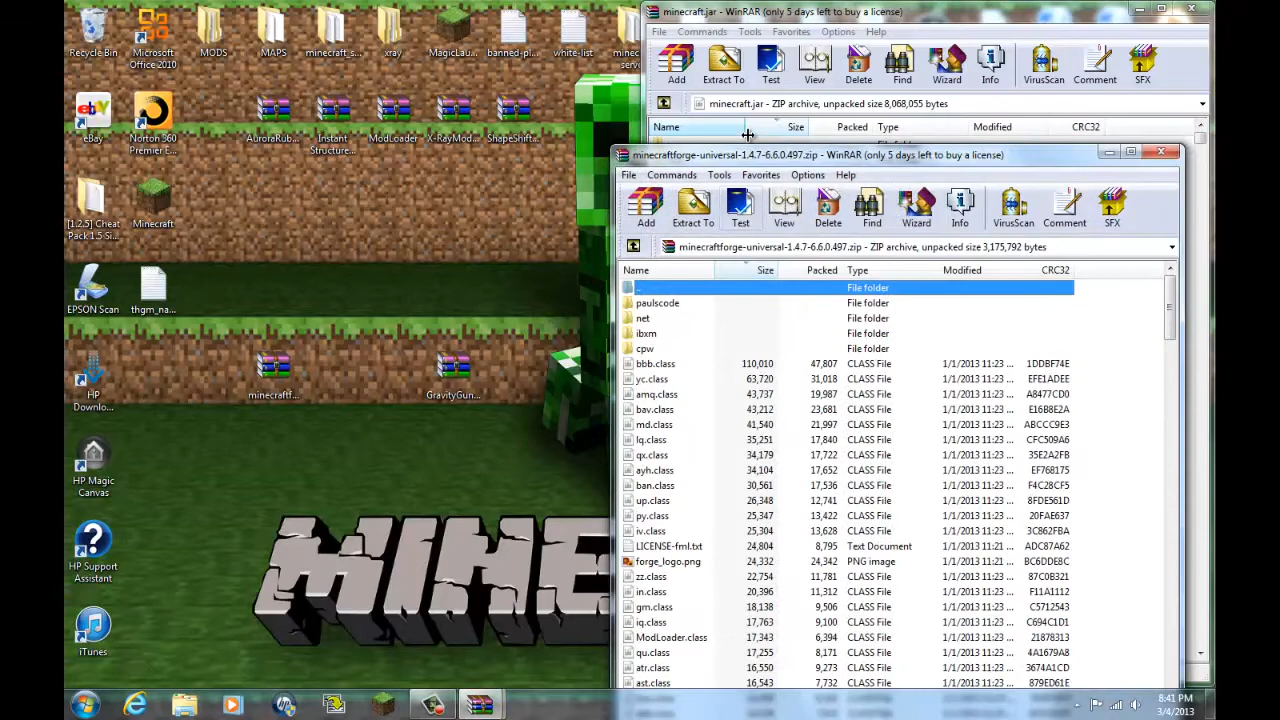 Recycle Bin
Microsoft Office 2010
MODS
MAPS
minecraft_s...
xray
MagicLau...
banned-pl...
white-list
eBay
Norton 360 Premier E...
AuroraRub...
Instant Structure...
ModLoader
X-RayMod...
ShapeShift...
[1.2.5] Cheat Pack 1.5 Si...
Minecraft
EPSON Scan
thgm_na...
HP Downlo...
minecraftf...
GravityGun...
HP Magic Canvas
HP Support Assistant
iTunes
MINE
minecraft.jar - WinRAR (only 5 days left to buy a license)
File Commands Tools Favorites Options Help
Add Extract To Test View Delete Find Wizard Info VirusScan Comment SFX
minecraft.jar - ZIP archive, unpacked size 8,068,055 bytes
Name Size Packed Type Modified CRC32
minecraftforge-universal-1.4.7-6.6.0.497.zip - WinRAR (only 5 days left to buy a license)
File Commands Tools Favorites Options Help
Add Extract To Test View Delete Find Wizard Info VirusScan Comment SFX
minecraftforge-universal-1.4.7-6.6.0.497.zip - ZIP archive, unpacked size 3,175,792 bytes
Name Size Packed Type Modified CRC32
.. File folder
paulscode File folder
net File folder
ibxm File folder
cpw File folder
bbb.class 110,010 47,807 CLASS File 1/1/2013 11:23 ... 1DDBF74E
yc.class 63,720 31,018 CLASS File 1/1/2013 11:23 ... EFE1ADEE
amq.class 43,737 19,987 CLASS File 1/1/2013 11:23 ... A8477CD0
bav.class 43,212 23,681 CLASS File 1/1/2013 11:23 ... E16B8E2A
md.class 41,540 21,997 CLASS File 1/1/2013 11:23 ... ABCCC9E3
lq.class 35,251 17,840 CLASS File 1/1/2013 11:23 ... CFC509A8
qx.class 34,179 17,722 CLASS File 1/1/2013 11:23 ... 35E2A2FB
ayh.class 34,104 17,652 CLASS File 1/1/2013 11:23 ... EF768175
ban.class 30,561 17,536 CLASS File 1/1/2013 11:23 ... F4C28CF5
up.class 26,348 12,741 CLASS File 1/1/2013 11:23 ... 8FDE561D
py.class 25,347 13,422 CLASS File 1/1/2013 11:23 ... 20FAE637
iv.class 25,304 13,628 CLASS File 1/1/2013 11:23 ... 3C862FBA
LICENSE-fml.txt 24,804 8,795 Text Document 1/1/2013 11:21 ... ADC87A62
forge_logo.png 24,332 24,342 PNG image 1/1/2013 11:21 ... BC6DDE8C
zz.class 22,754 11,781 CLASS File 1/1/2013 11:23 ... 87C0B321
in.class 20,396 11,312 CLASS File 1/1/2013 11:23 ... F11A1112
gm.class 18,138 9,506 CLASS File 1/1/2013 11:23 ... C5712543
iq.class 17,763 9,100 CLASS File 1/1/2013 11:23 ... C694C1D1
ModLoader.class 17,343 6,394 CLASS File 1/1/2013 11:23 ... 21878313
qu.class 17,255 8,171 CLASS File 1/1/2013 11:23 ... 4A1679A8
atr.class 16,550 9,273 CLASS File 1/1/2013 11:23 ... 3674A1CD
ast.class 16,543 7,732 CLASS File 1/1/2013 11:23 ... 879ED61E
8:41 PM
3/4/2013